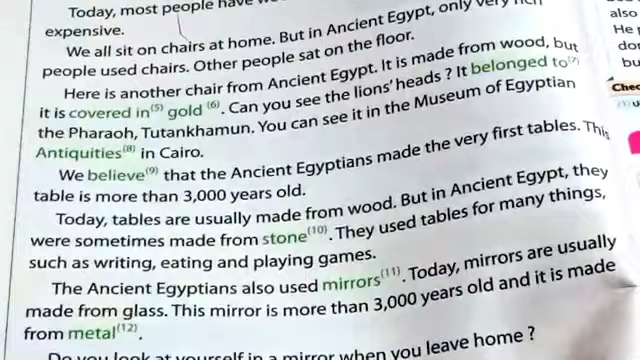 Today, most people have
expensive.
We all sit on chairs at home. But in Ancient Egypt, only very rich
people used chairs. Other people sat on the floor.
Here is another chair from Ancient Egypt. It is made from wood, but
it is covered in(5) gold (6). Can you see the lions' heads ? It belonged to(7)
the Pharaoh, Tutankhamun. You can see it in the Museum of Egyptian
Antiquities(8) in Cairo.
We believe(9) that the Ancient Egyptians made the very first tables. This
table is more than 3,000 years old.
Today, tables are usually made from wood. But in Ancient Egypt, they
were sometimes made from stone(10). They used tables for many things,
such as writing, eating and playing games.
The Ancient Egyptians also used mirrors(11). Today, mirrors are usually
made from glass. This mirror is more than 3,000 years old and it is made
from metal(12).
Do you look at yourself in a mirror when you leave home ?
also
He
bu
Chec